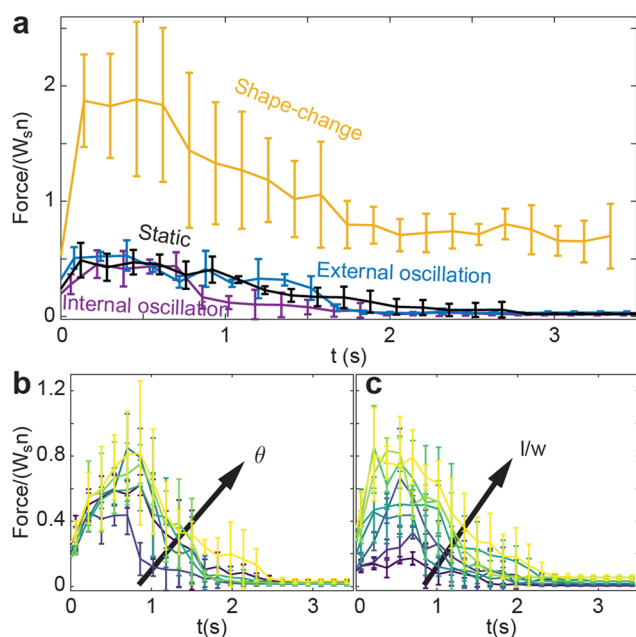 a
2
1
0
Force/(Wₛn)
Shape-change
Static
External oscillation
Internal oscillation
0
1
2
3
t (s)
b
1.2
0.8
0.4
0
Force/(Wₛn)
θ
0
1
2
3
t(s)
c
l/w
0
1
2
3
t(s)